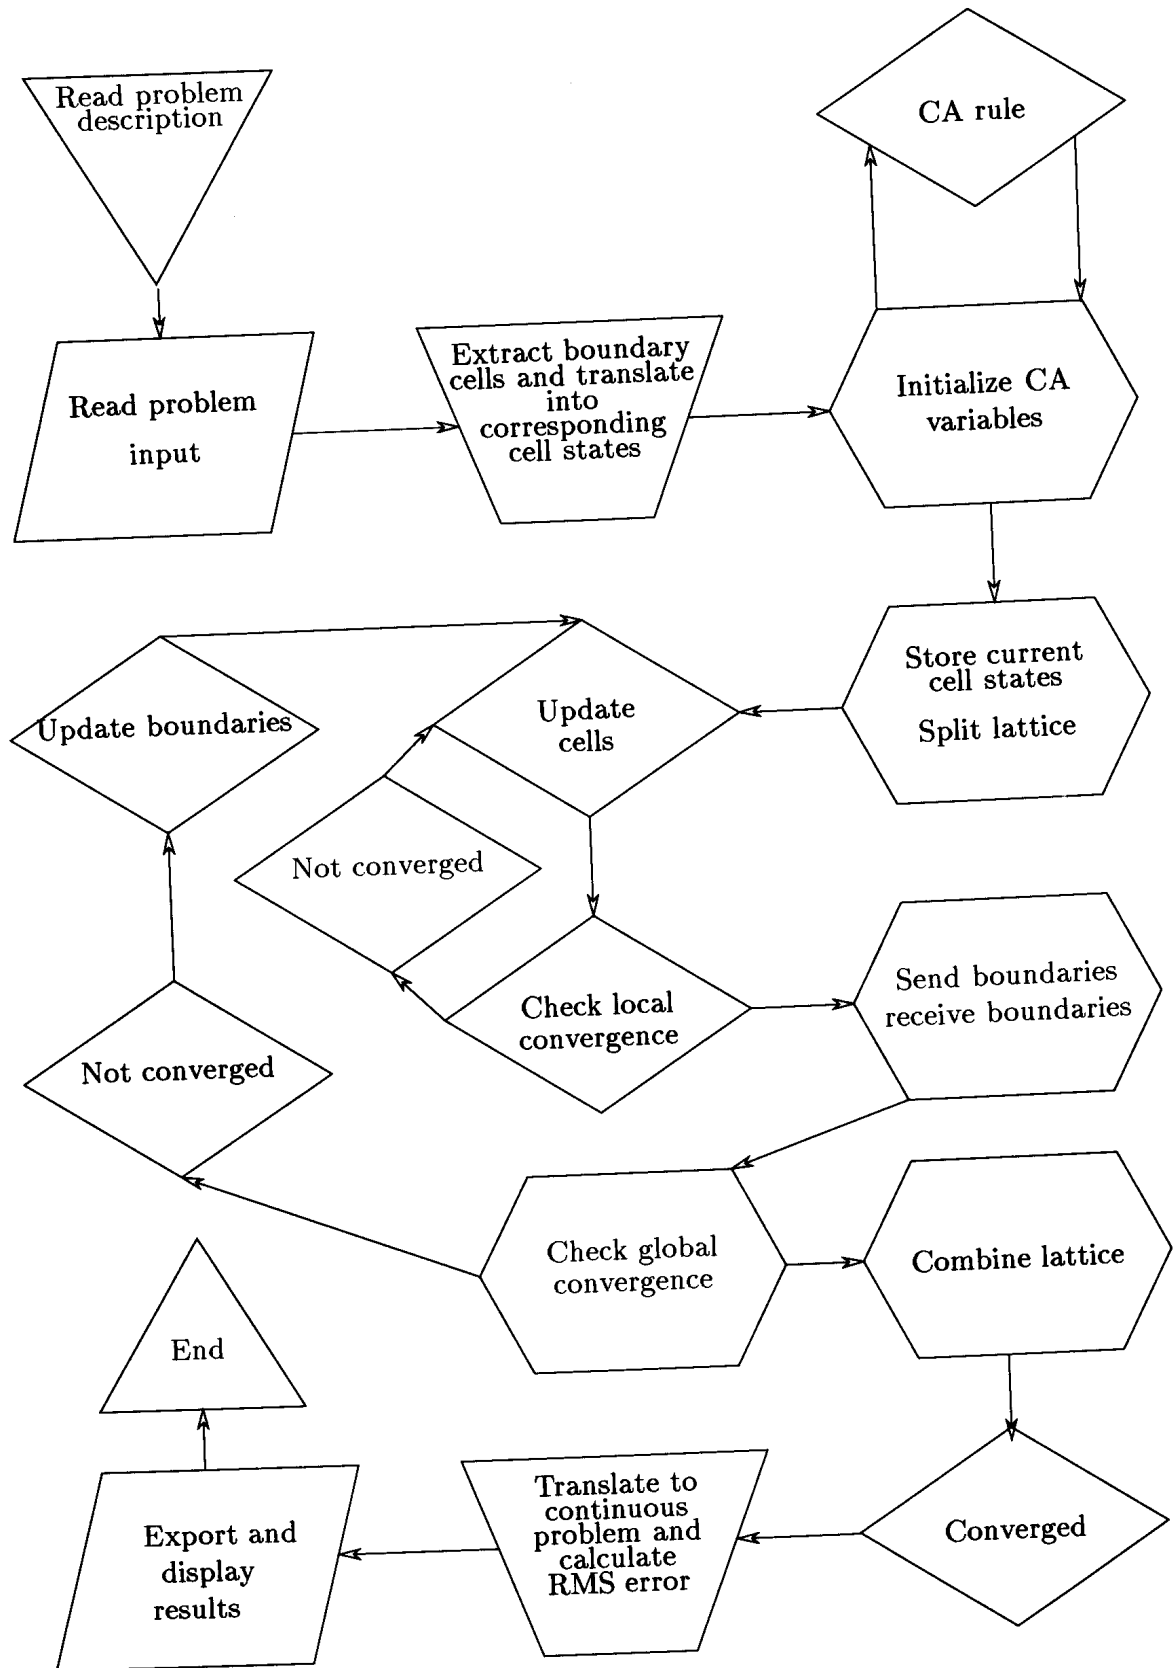 Read problem
description
CA rule
Read problem
input
Extract boundary
cells and translate
into
corresponding
cell states
Initialize CA
variables
Store current
cell states
Split lattice
Update
cells
Update boundaries
Not converged
Check local
convergence
Send boundaries
receive boundaries
Not converged
Check global
convergence
Combine lattice
End
Converged
Translate to
continuous
problem and
calculate
RMS error
Export and
display
results